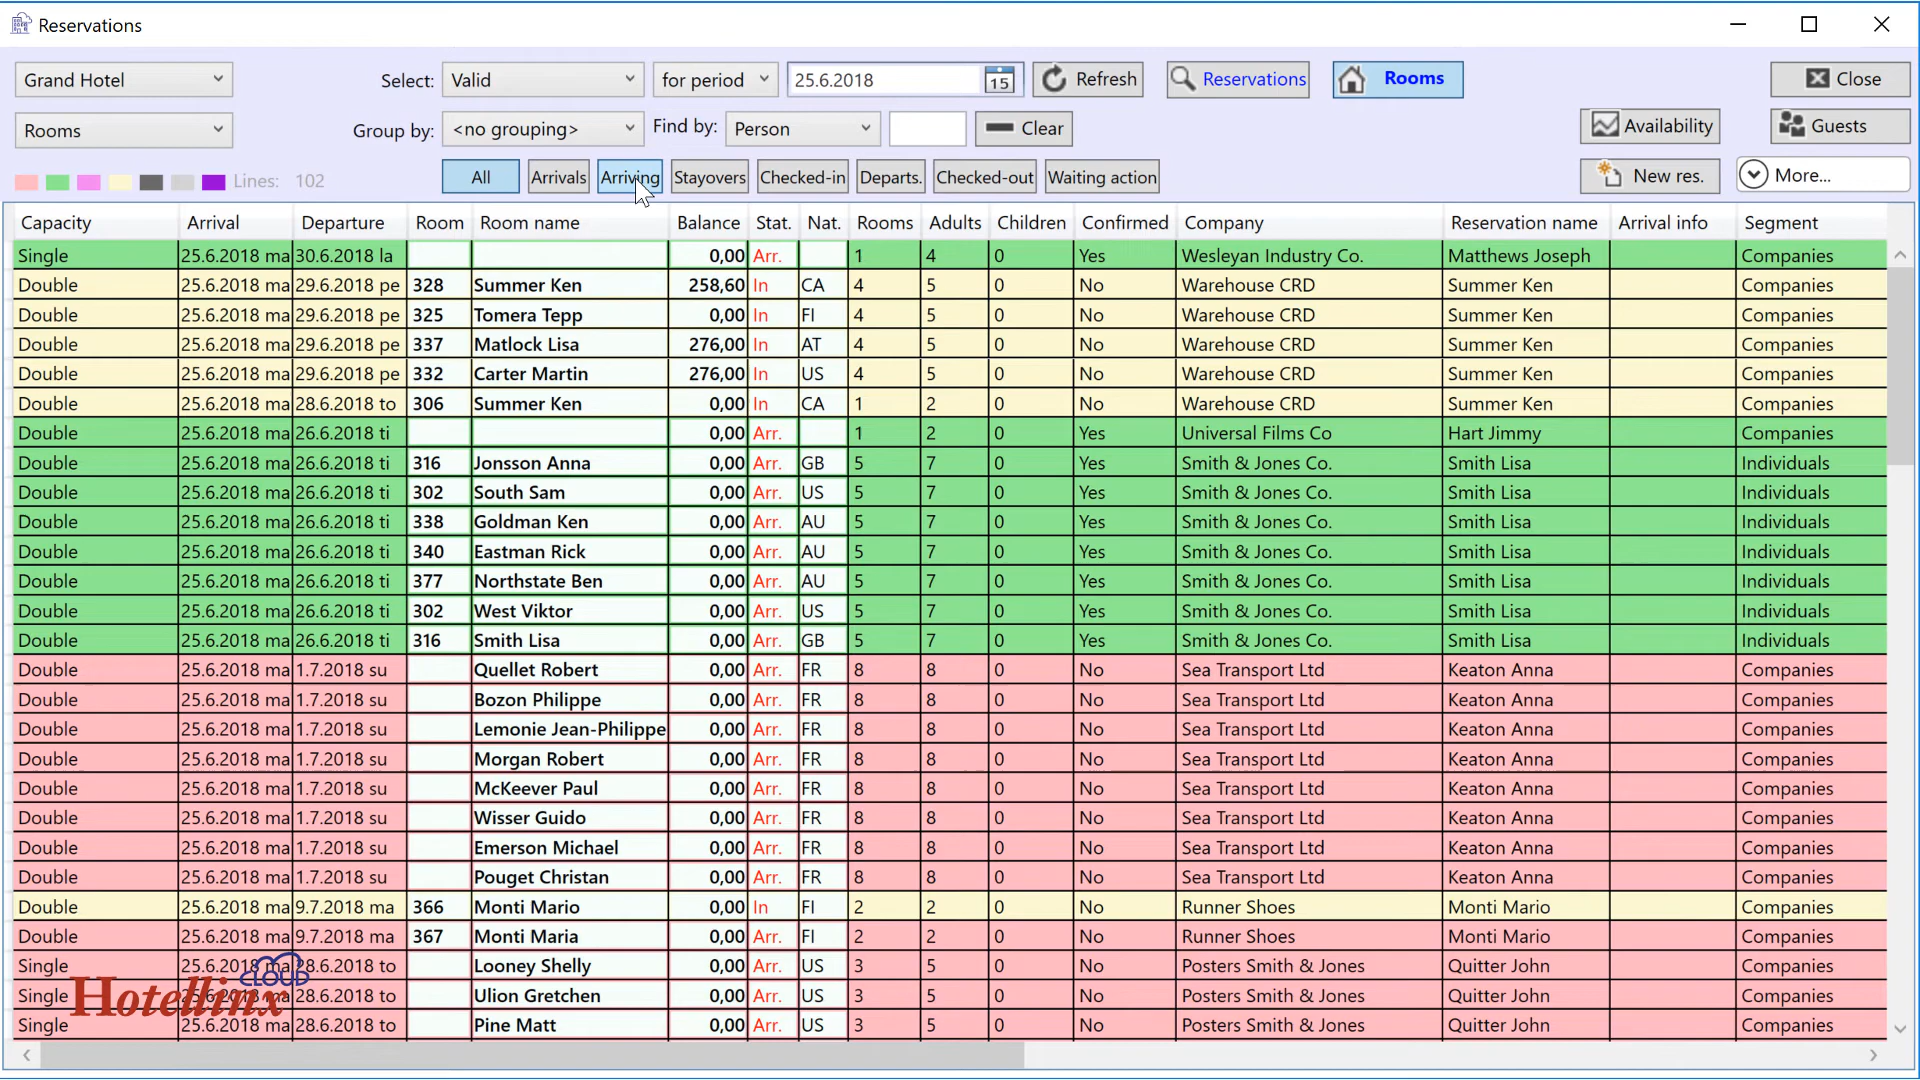 Reservations
Grand Hotel Select: Valid for period 25.6.2018 15 Refresh Reservations Rooms Close
Rooms Group by: <no grouping> Find by: Person Clear Availability Guests
Lines: 102 All Arrivals Arriving Stayovers Checked-in Departs. Checked-out Waiting action New res. More...
Capacity Arrival Departure Room Room name Balance Stat. Nat. Rooms Adults Children Confirmed Company Reservation name Arrival info Segment
Single 25.6.2018 ma 30.6.2018 la 0,00 Arr. 1 4 0 Yes Wesleyan Industry Co. Matthews Joseph Companies
Double 25.6.2018 ma 29.6.2018 pe 328 Summer Ken 258,60 In CA 4 5 0 No Warehouse CRD Summer Ken Companies
Double 25.6.2018 ma 29.6.2018 pe 325 Tomera Tepp 0,00 In FI 4 5 0 No Warehouse CRD Summer Ken Companies
Double 25.6.2018 ma 29.6.2018 pe 337 Matlock Lisa 276,00 In AT 4 5 0 No Warehouse CRD Summer Ken Companies
Double 25.6.2018 ma 29.6.2018 pe 332 Carter Martin 276,00 In US 4 5 0 No Warehouse CRD Summer Ken Companies
Double 25.6.2018 ma 28.6.2018 to 306 Summer Ken 0,00 In CA 1 2 0 No Warehouse CRD Summer Ken Companies
Double 25.6.2018 ma 26.6.2018 ti 0,00 Arr. 1 2 0 Yes Universal Films Co Hart Jimmy Companies
Double 25.6.2018 ma 26.6.2018 ti 316 Jonsson Anna 0,00 Arr. GB 5 7 0 Yes Smith & Jones Co. Smith Lisa Individuals
Double 25.6.2018 ma 26.6.2018 ti 302 South Sam 0,00 Arr. US 5 7 0 Yes Smith & Jones Co. Smith Lisa Individuals
Double 25.6.2018 ma 26.6.2018 ti 338 Goldman Ken 0,00 Arr. AU 5 7 0 Yes Smith & Jones Co. Smith Lisa Individuals
Double 25.6.2018 ma 26.6.2018 ti 340 Eastman Rick 0,00 Arr. AU 5 7 0 Yes Smith & Jones Co. Smith Lisa Individuals
Double 25.6.2018 ma 26.6.2018 ti 377 Northstate Ben 0,00 Arr. AU 5 7 0 Yes Smith & Jones Co. Smith Lisa Individuals
Double 25.6.2018 ma 26.6.2018 ti 302 West Viktor 0,00 Arr. US 5 7 0 Yes Smith & Jones Co. Smith Lisa Individuals
Double 25.6.2018 ma 26.6.2018 ti 316 Smith Lisa 0,00 Arr. GB 5 7 0 Yes Smith & Jones Co. Smith Lisa Individuals
Double 25.6.2018 ma 1.7.2018 su Quellet Robert 0,00 Arr. FR 8 8 0 No Sea Transport Ltd Keaton Anna Companies
Double 25.6.2018 ma 1.7.2018 su Bozon Philippe 0,00 Arr. FR 8 8 0 No Sea Transport Ltd Keaton Anna Companies
Double 25.6.2018 ma 1.7.2018 su Lemonie Jean-Philippe 0,00 Arr. FR 8 8 0 No Sea Transport Ltd Keaton Anna Companies
Double 25.6.2018 ma 1.7.2018 su Morgan Robert 0,00 Arr. FR 8 8 0 No Sea Transport Ltd Keaton Anna Companies
Double 25.6.2018 ma 1.7.2018 su McKeever Paul 0,00 Arr. FR 8 8 0 No Sea Transport Ltd Keaton Anna Companies
Double 25.6.2018 ma 1.7.2018 su Wisser Guido 0,00 Arr. FR 8 8 0 No Sea Transport Ltd Keaton Anna Companies
Double 25.6.2018 ma 1.7.2018 su Emerson Michael 0,00 Arr. FR 8 8 0 No Sea Transport Ltd Keaton Anna Companies
Double 25.6.2018 ma 1.7.2018 su Pouget Christan 0,00 Arr. FR 8 8 0 No Sea Transport Ltd Keaton Anna Companies
Double 25.6.2018 ma 9.7.2018 ma 366 Monti Mario 0,00 In FI 2 2 0 No Runner Shoes Monti Mario Companies
Double 25.6.2018 ma 9.7.2018 ma 367 Monti Maria 0,00 Arr. FI 2 2 0 No Runner Shoes Monti Mario Companies
Single 25.6.2018 ma 28.6.2018 to Looney Shelly 0,00 Arr. US 3 5 0 No Posters Smith & Jones Quitter John Companies
Single 25.6.2018 ma 28.6.2018 to Ulion Gretchen 0,00 Arr. US 3 5 0 No Posters Smith & Jones Quitter John Companies
Single 25.6.2018 ma 28.6.2018 to Pine Matt 0,00 Arr. US 3 5 0 No Posters Smith & Jones Quitter John Companies
CLOUD
Hotellinx